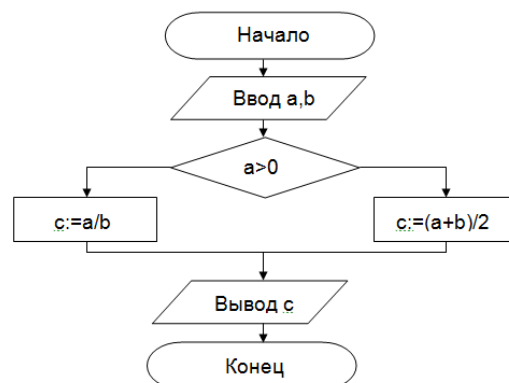 Начало
Ввод a,b
a>0
c:=a/b
c:=(a+b)/2
Вывод c
Конец